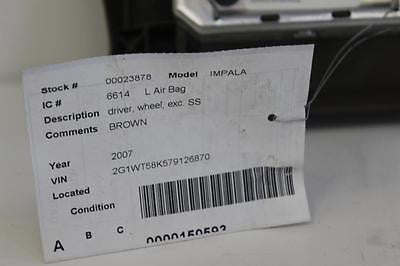 Stock # 00023878 Model IMPALA
IC # 6614 L Air Bag
Description driver, wheel, exc. SS
Comments BROWN
Year 2007
VIN 2G1WT58K579126870
Located
Condition
A B C 0000150593